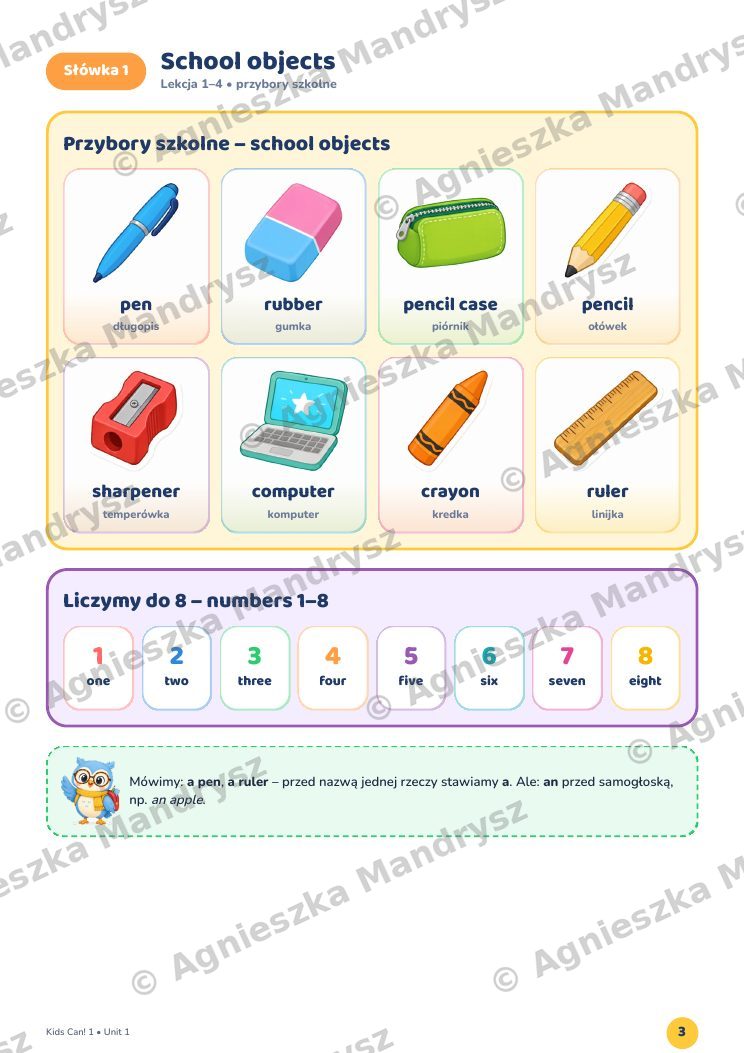 Słówka 1
School objects
Lekcja 1–4 • przybory szkolne
Przybory szkolne – school objects
pen
długopis
rubber
gumka
pencil case
piórnik
pencil
ołówek
sharpener
temperówka
computer
komputer
crayon
kredka
ruler
linijka
Liczymy do 8 – numbers 1–8
1
one
2
two
3
three
4
four
5
five
6
six
7
seven
8
eight
Mówimy: a pen, a ruler – przed nazwą jednej rzeczy stawiamy a. Ale: an przed samogłoską,
np. an apple.
Kids Can! 1 • Unit 1
3
© Agnieszka Mandrysz